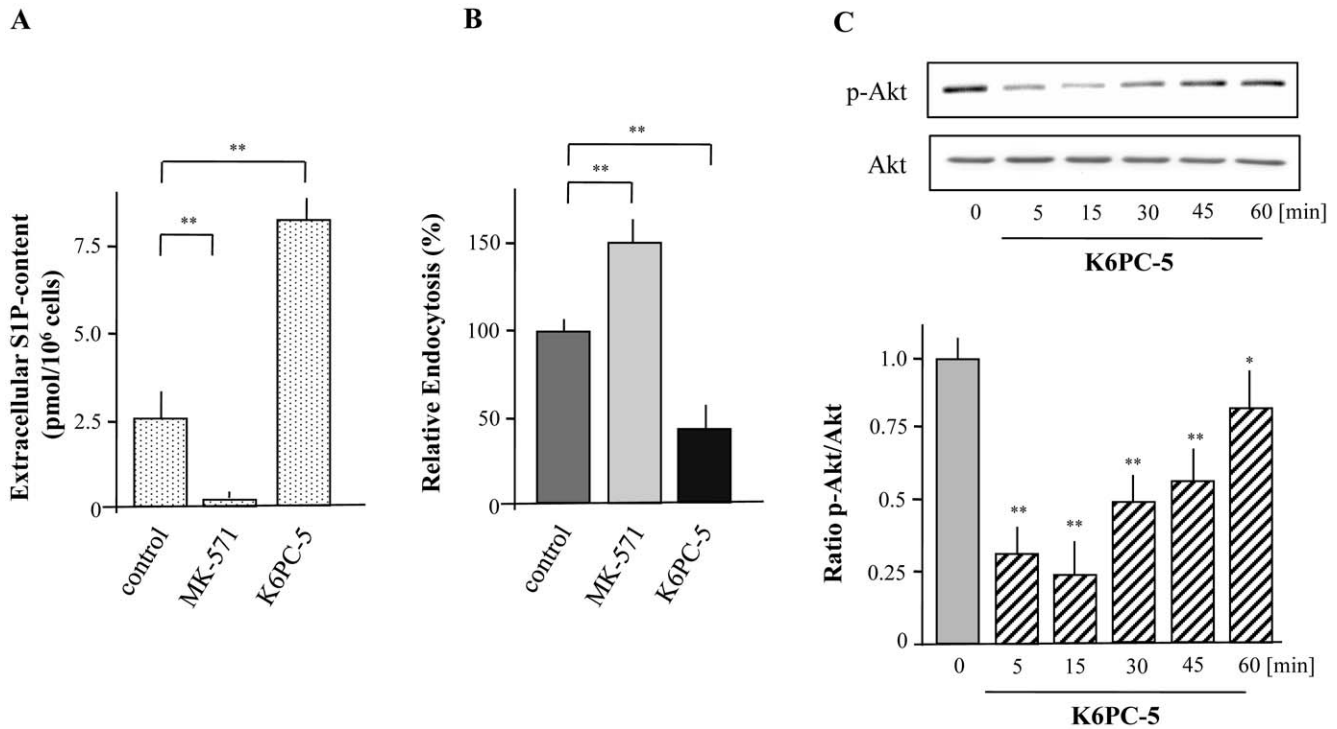 A
Extracellular S1P-content
(pmol/10⁶ cells)
7.5
5.0
2.5
0
**
**
control
MK-571
K6PC-5
B
Relative Endocytosis (%)
150
100
50
0
**
**
control
MK-571
K6PC-5
C
p-Akt
Akt
0 5 15 30 45 60 [min]
K6PC-5
Ratio p-Akt/Akt
1.0
0.75
0.5
0.25
0
**
**
**
**
*
0 5 15 30 45 60 [min]
K6PC-5